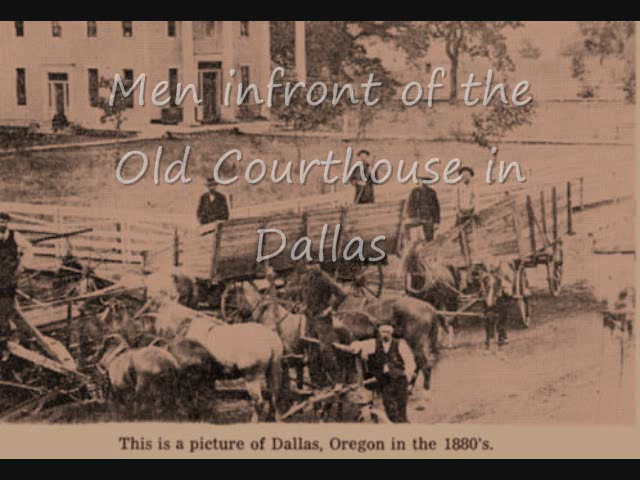 Men infront of the
Old Courthouse in
Dallas
This is a picture of Dallas, Oregon in the 1880's.